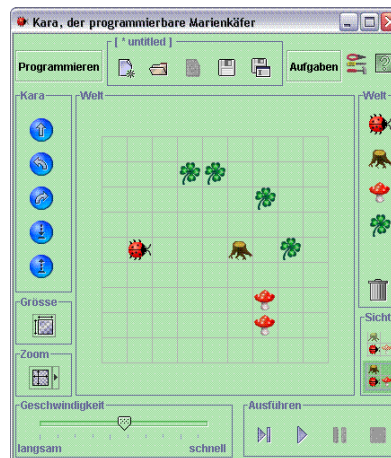 Kara, der programmierbare Marienkäfer
[ * untitled ]
Programmieren
Aufgaben
Kara
Welt
Welt
Grösse
Zoom
Sicht
Geschwindigkeit
langsam
schnell
Ausführen